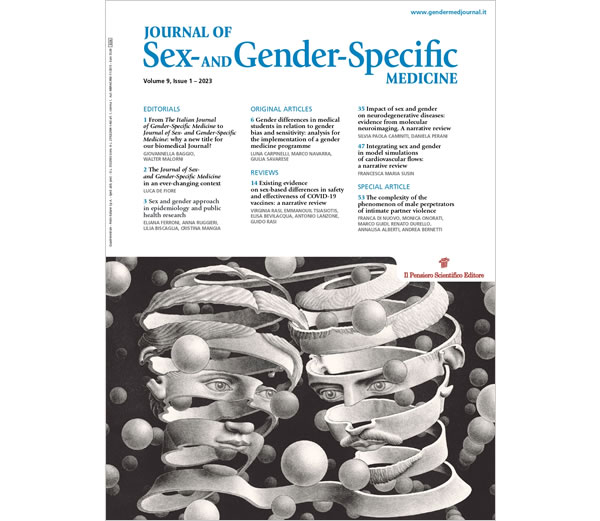 www.gendermedjournal.it
JOURNAL OF
Sex- AND Gender-Specific
MEDICINE
Volume 9, Issue 1 – 2023
EDITORIALS
1 From The Italian Journal
of Gender-Specific Medicine to
Journal of Sex- and Gender-Specific
Medicine: why a new title for
our biomedical Journal?
GIOVANNELLA BAGGIO,
WALTER MALORNI
2 The Journal of Sex-
and Gender-Specific Medicine
in an ever-changing context
LUCA DE FIORE
3 Sex and gender approach
in epidemiology and public
health research
ELIANA FERRONI, ANNA RUGGIERI,
LILIA BISCAGLIA, CRISTINA MANGIA
ORIGINAL ARTICLES
6 Gender differences in medical
students in relation to gender
bias and sensitivity: analysis for
the implementation of a gender
medicine programme
LUNA CARPINELLI, MARCO NAVARRA,
GIULIA SAVARESE
REVIEWS
14 Existing evidence
on sex-based differences in safety
and effectiveness of COVID-19
vaccines: a narrative review
VIRGINIA RASI, EMMANOUIL TSIASIOTIS,
ELISA BEVILACQUA, ANTONIO LANZONE,
GUIDO RASI
35 Impact of sex and gender
on neurodegenerative diseases:
evidence from molecular
neuroimaging. A narrative review
SILVIA PAOLA CAMINITI, DANIELA PERANI
47 Integrating sex and gender
in model simulations
of cardiovascular flows:
a narrative review
FRANCESCA MARIA SUSIN
SPECIAL ARTICLE
53 The complexity of the
phenomenon of male perpetrators
of intimate partner violence
FRANCA DI NUOVO, MONICA ONORATI,
MARCO GUIDI, RENATO DURELLO,
ANNALISA ALBERTI, ANDREA BERNETTI
Il Pensiero Scientifico Editore